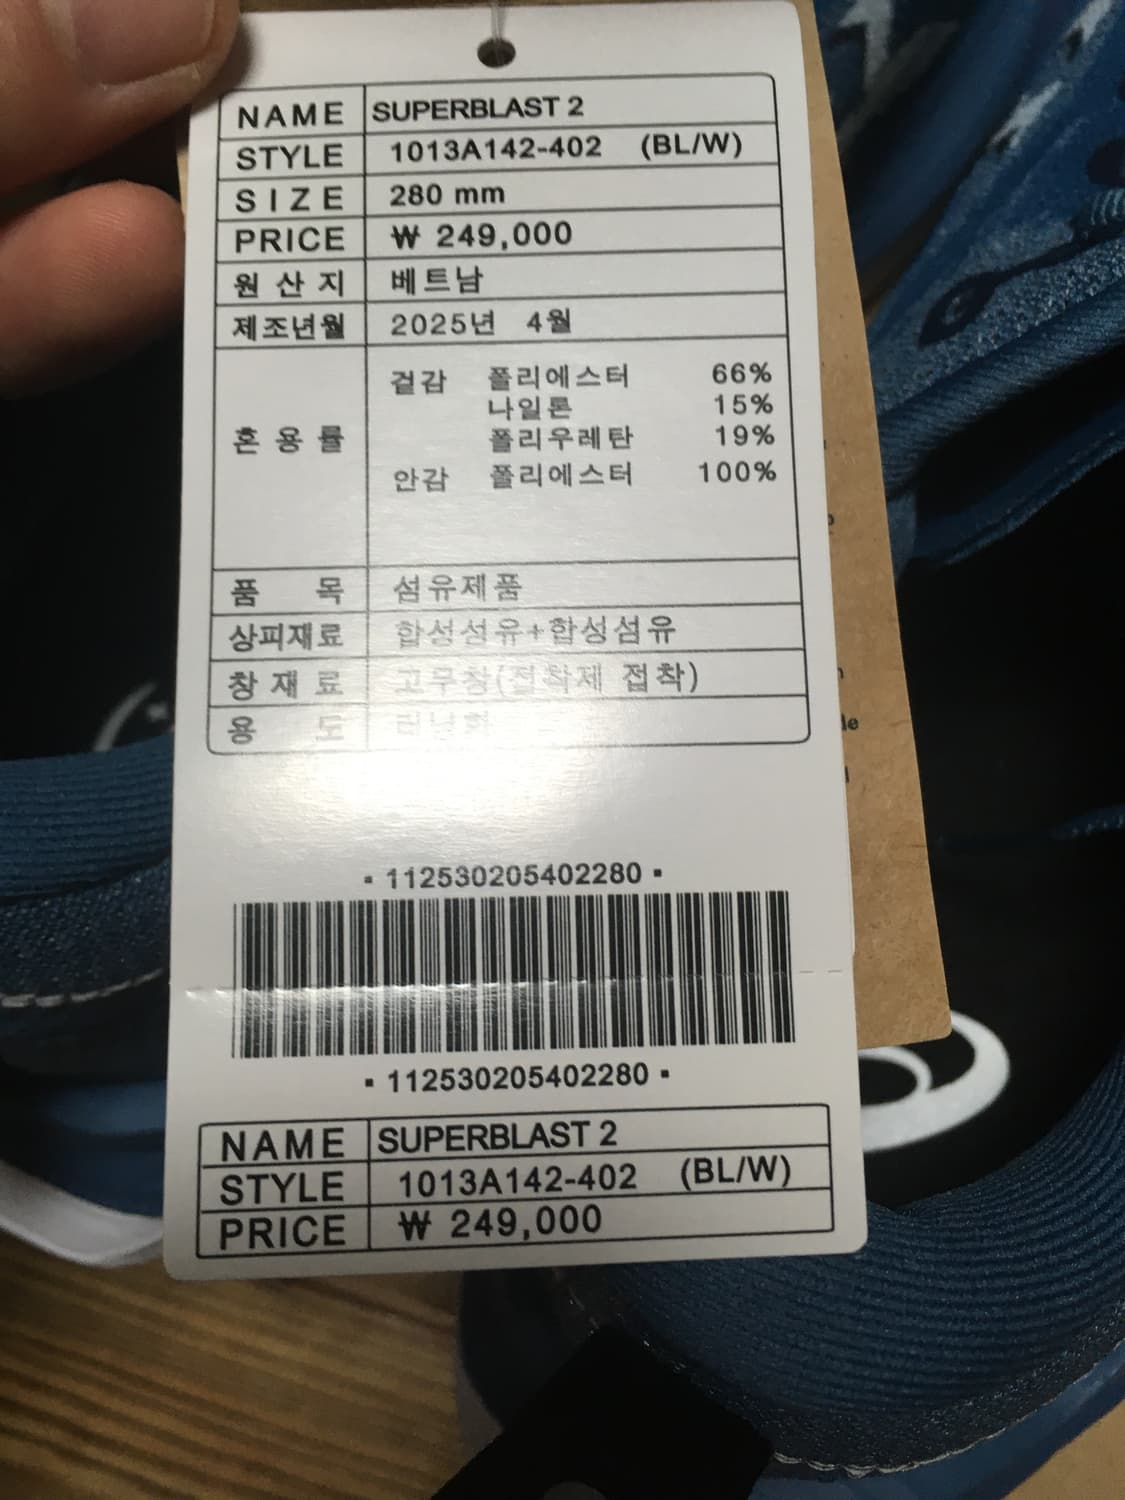 NAME SUPERBLAST 2
STYLE 1013A142-402 (BL/W)
SIZE 280 mm
PRICE ₩ 249,000
원산지 베트남
제조년월 2025년 4월
혼용률
겉감 폴리에스터 66%
나일론 15%
폴리우레탄 19%
안감 폴리에스터 100%
품목 섬유제품
상피재료 합성섬유+합성섬유
창재료 고무창(접착제 접착)
용도 러닝화
▪ 112530205402280 ▪
▪ 112530205402280 ▪
NAME SUPERBLAST 2
STYLE 1013A142-402 (BL/W)
PRICE ₩ 249,000